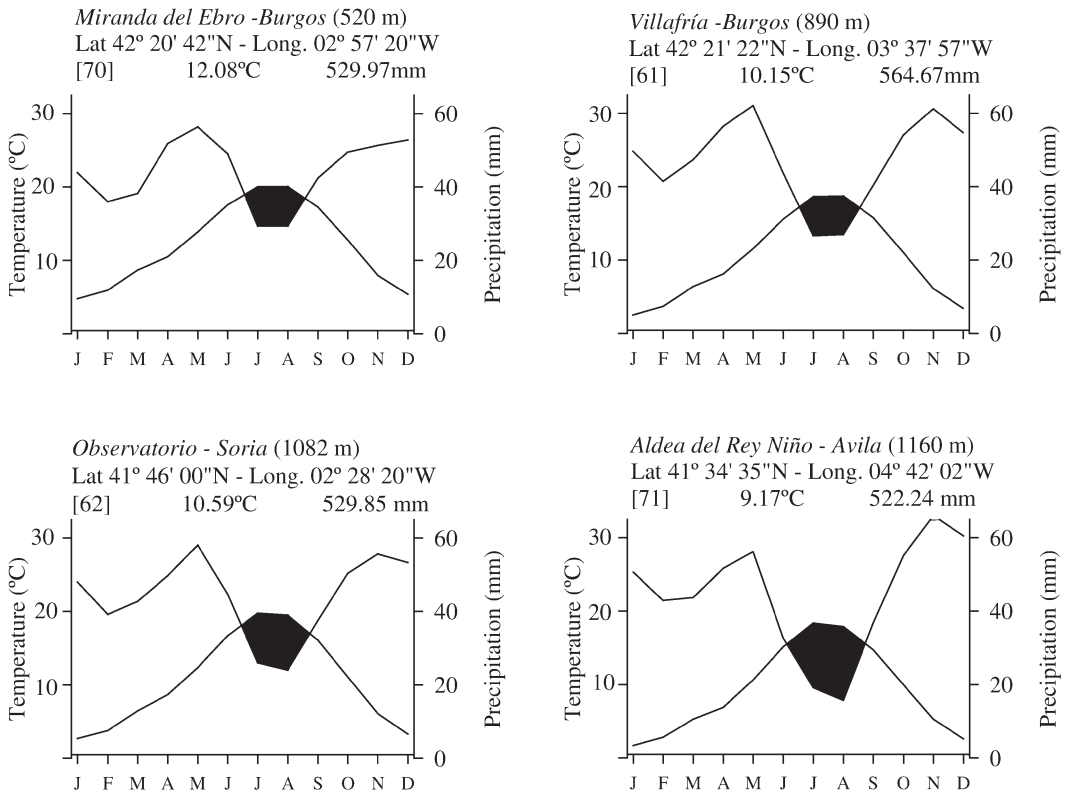 Miranda del Ebro -Burgos (520 m)
Lat 42º 20' 42"N - Long. 02º 57' 20"W
[70] 12.08ºC 529.97mm
30
20
10
Temperature (ºC)
60
40
20
0
Precipitation (mm)
J F M A M J J A S O N D
Villafría -Burgos (890 m)
Lat 42º 21' 22"N - Long. 03º 37' 57"W
[61] 10.15ºC 564.67mm
30
20
10
Temperature (ºC)
60
40
20
0
Precipitation (mm)
J F M A M J J A S O N D
Observatorio - Soria (1082 m)
Lat 41º 46' 00"N - Long. 02º 28' 20"W
[62] 10.59ºC 529.85 mm
30
20
10
Temperature (ºC)
60
40
20
0
Precipitation (mm)
J F M A M J J A S O N D
Aldea del Rey Niño - Avila (1160 m)
Lat 41º 34' 35"N - Long. 04º 42' 02"W
[71] 9.17ºC 522.24 mm
30
20
10
Temperature (ºC)
60
40
20
0
Precipitation (mm)
J F M A M J J A S O N D